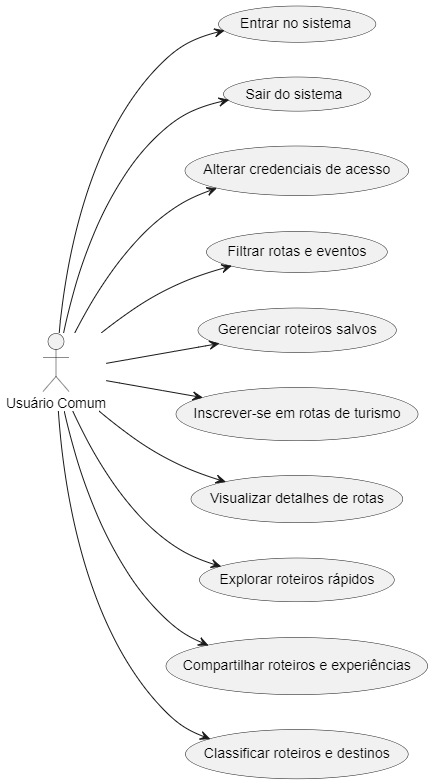 Entrar no sistema
Sair do sistema
Alterar credenciais de acesso
Filtrar rotas e eventos
Gerenciar roteiros salvos
Usuário Comum
Inscrever-se em rotas de turismo
Visualizar detalhes de rotas
Explorar roteiros rápidos
Compartilhar roteiros e experiências
Classificar roteiros e destinos